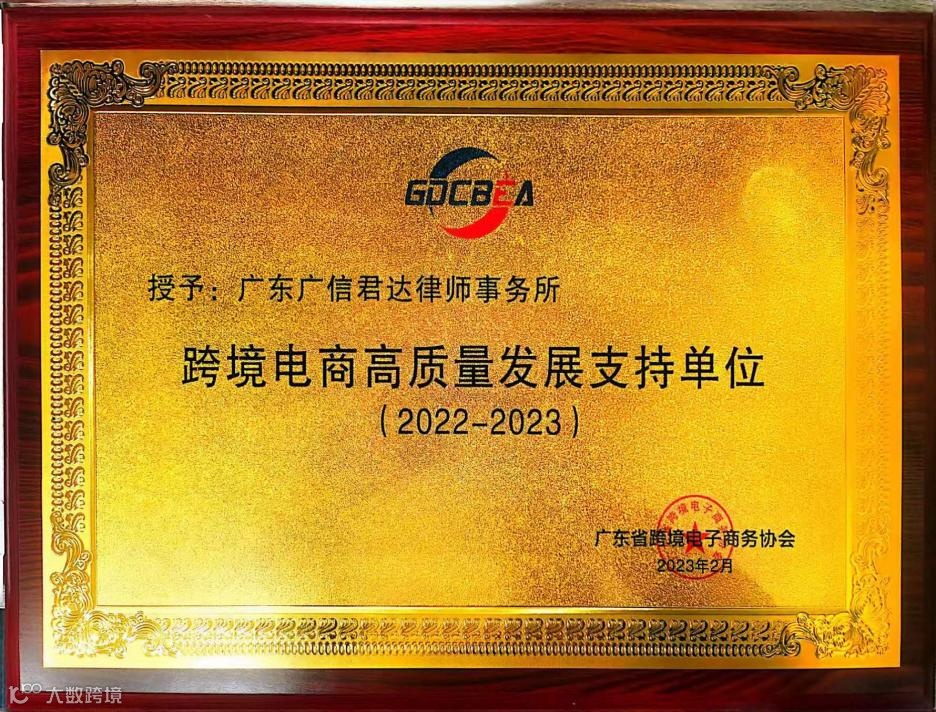 GDCBEA
授予：广东广信君达律师事务所
跨境电商高质量发展支持单位
（2022-2023）
广东省跨境电子商务协会
2023年2月
大数跨境